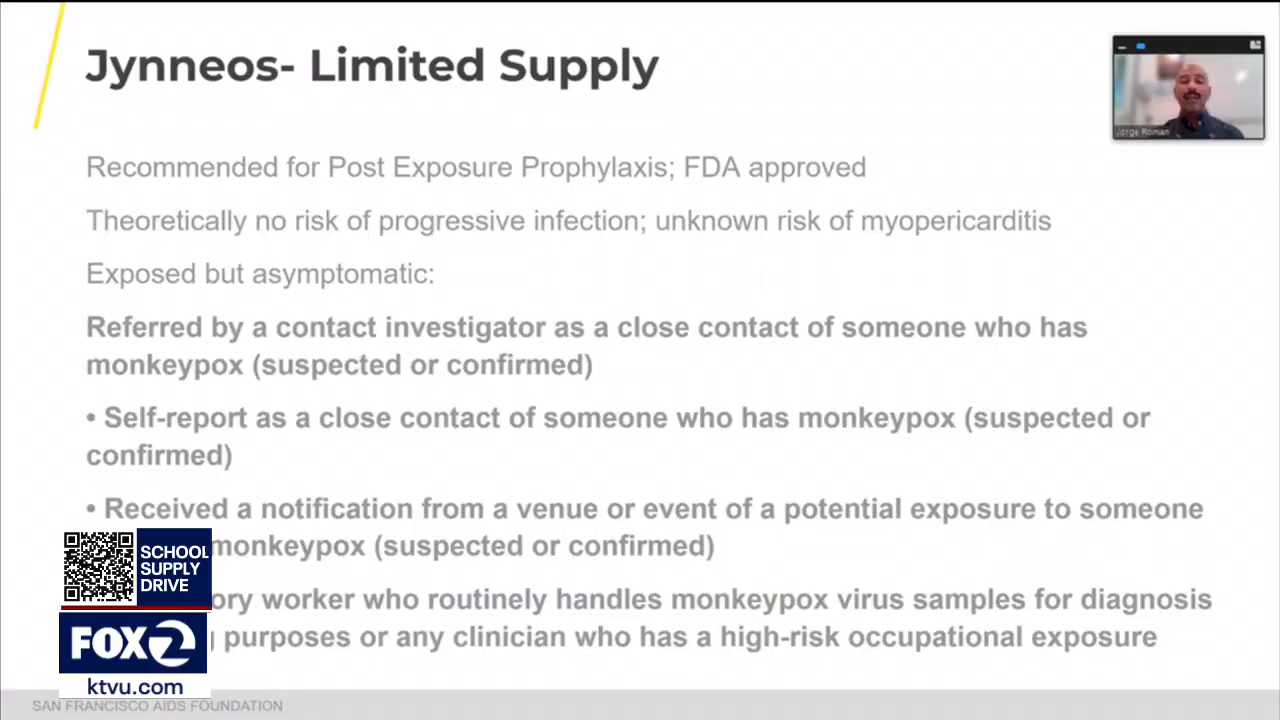 Jynneos- Limited Supply
Jorge Roman
Recommended for Post Exposure Prophylaxis; FDA approved
Theoretically no risk of progressive infection; unknown risk of myopericarditis
Exposed but asymptomatic:
Referred by a contact investigator as a close contact of someone who has
monkeypox (suspected or confirmed)
• Self-report as a close contact of someone who has monkeypox (suspected or
confirmed)
• Received a notification from a venue or event of a potential exposure to someone
monkeypox (suspected or confirmed)
SCHOOL
SUPPLY
DRIVE
ory worker who routinely handles monkeypox virus samples for diagnosis
g purposes or any clinician who has a high-risk occupational exposure
FOX 2
ktvu.com
SAN FRANCISCO AIDS FOUNDATION